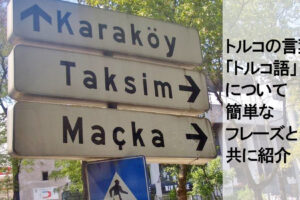 Karaköy
Taksim
Maçka
トルコの言葉
「トルコ語」
について
簡単な
フレーズと
共に紹介